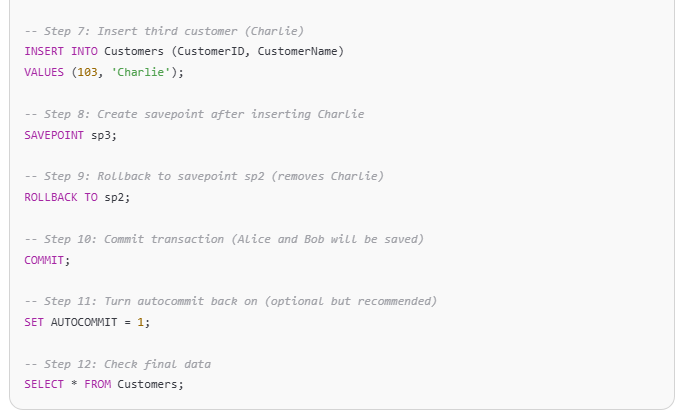 -- Step 7: Insert third customer (Charlie)
INSERT INTO Customers (CustomerID, CustomerName)
VALUES (103, 'Charlie');
-- Step 8: Create savepoint after inserting Charlie
SAVEPOINT sp3;
-- Step 9: Rollback to savepoint sp2 (removes Charlie)
ROLLBACK TO sp2;
-- Step 10: Commit transaction (Alice and Bob will be saved)
COMMIT;
-- Step 11: Turn autocommit back on (optional but recommended)
SET AUTOCOMMIT = 1;
-- Step 12: Check final data
SELECT * FROM Customers;